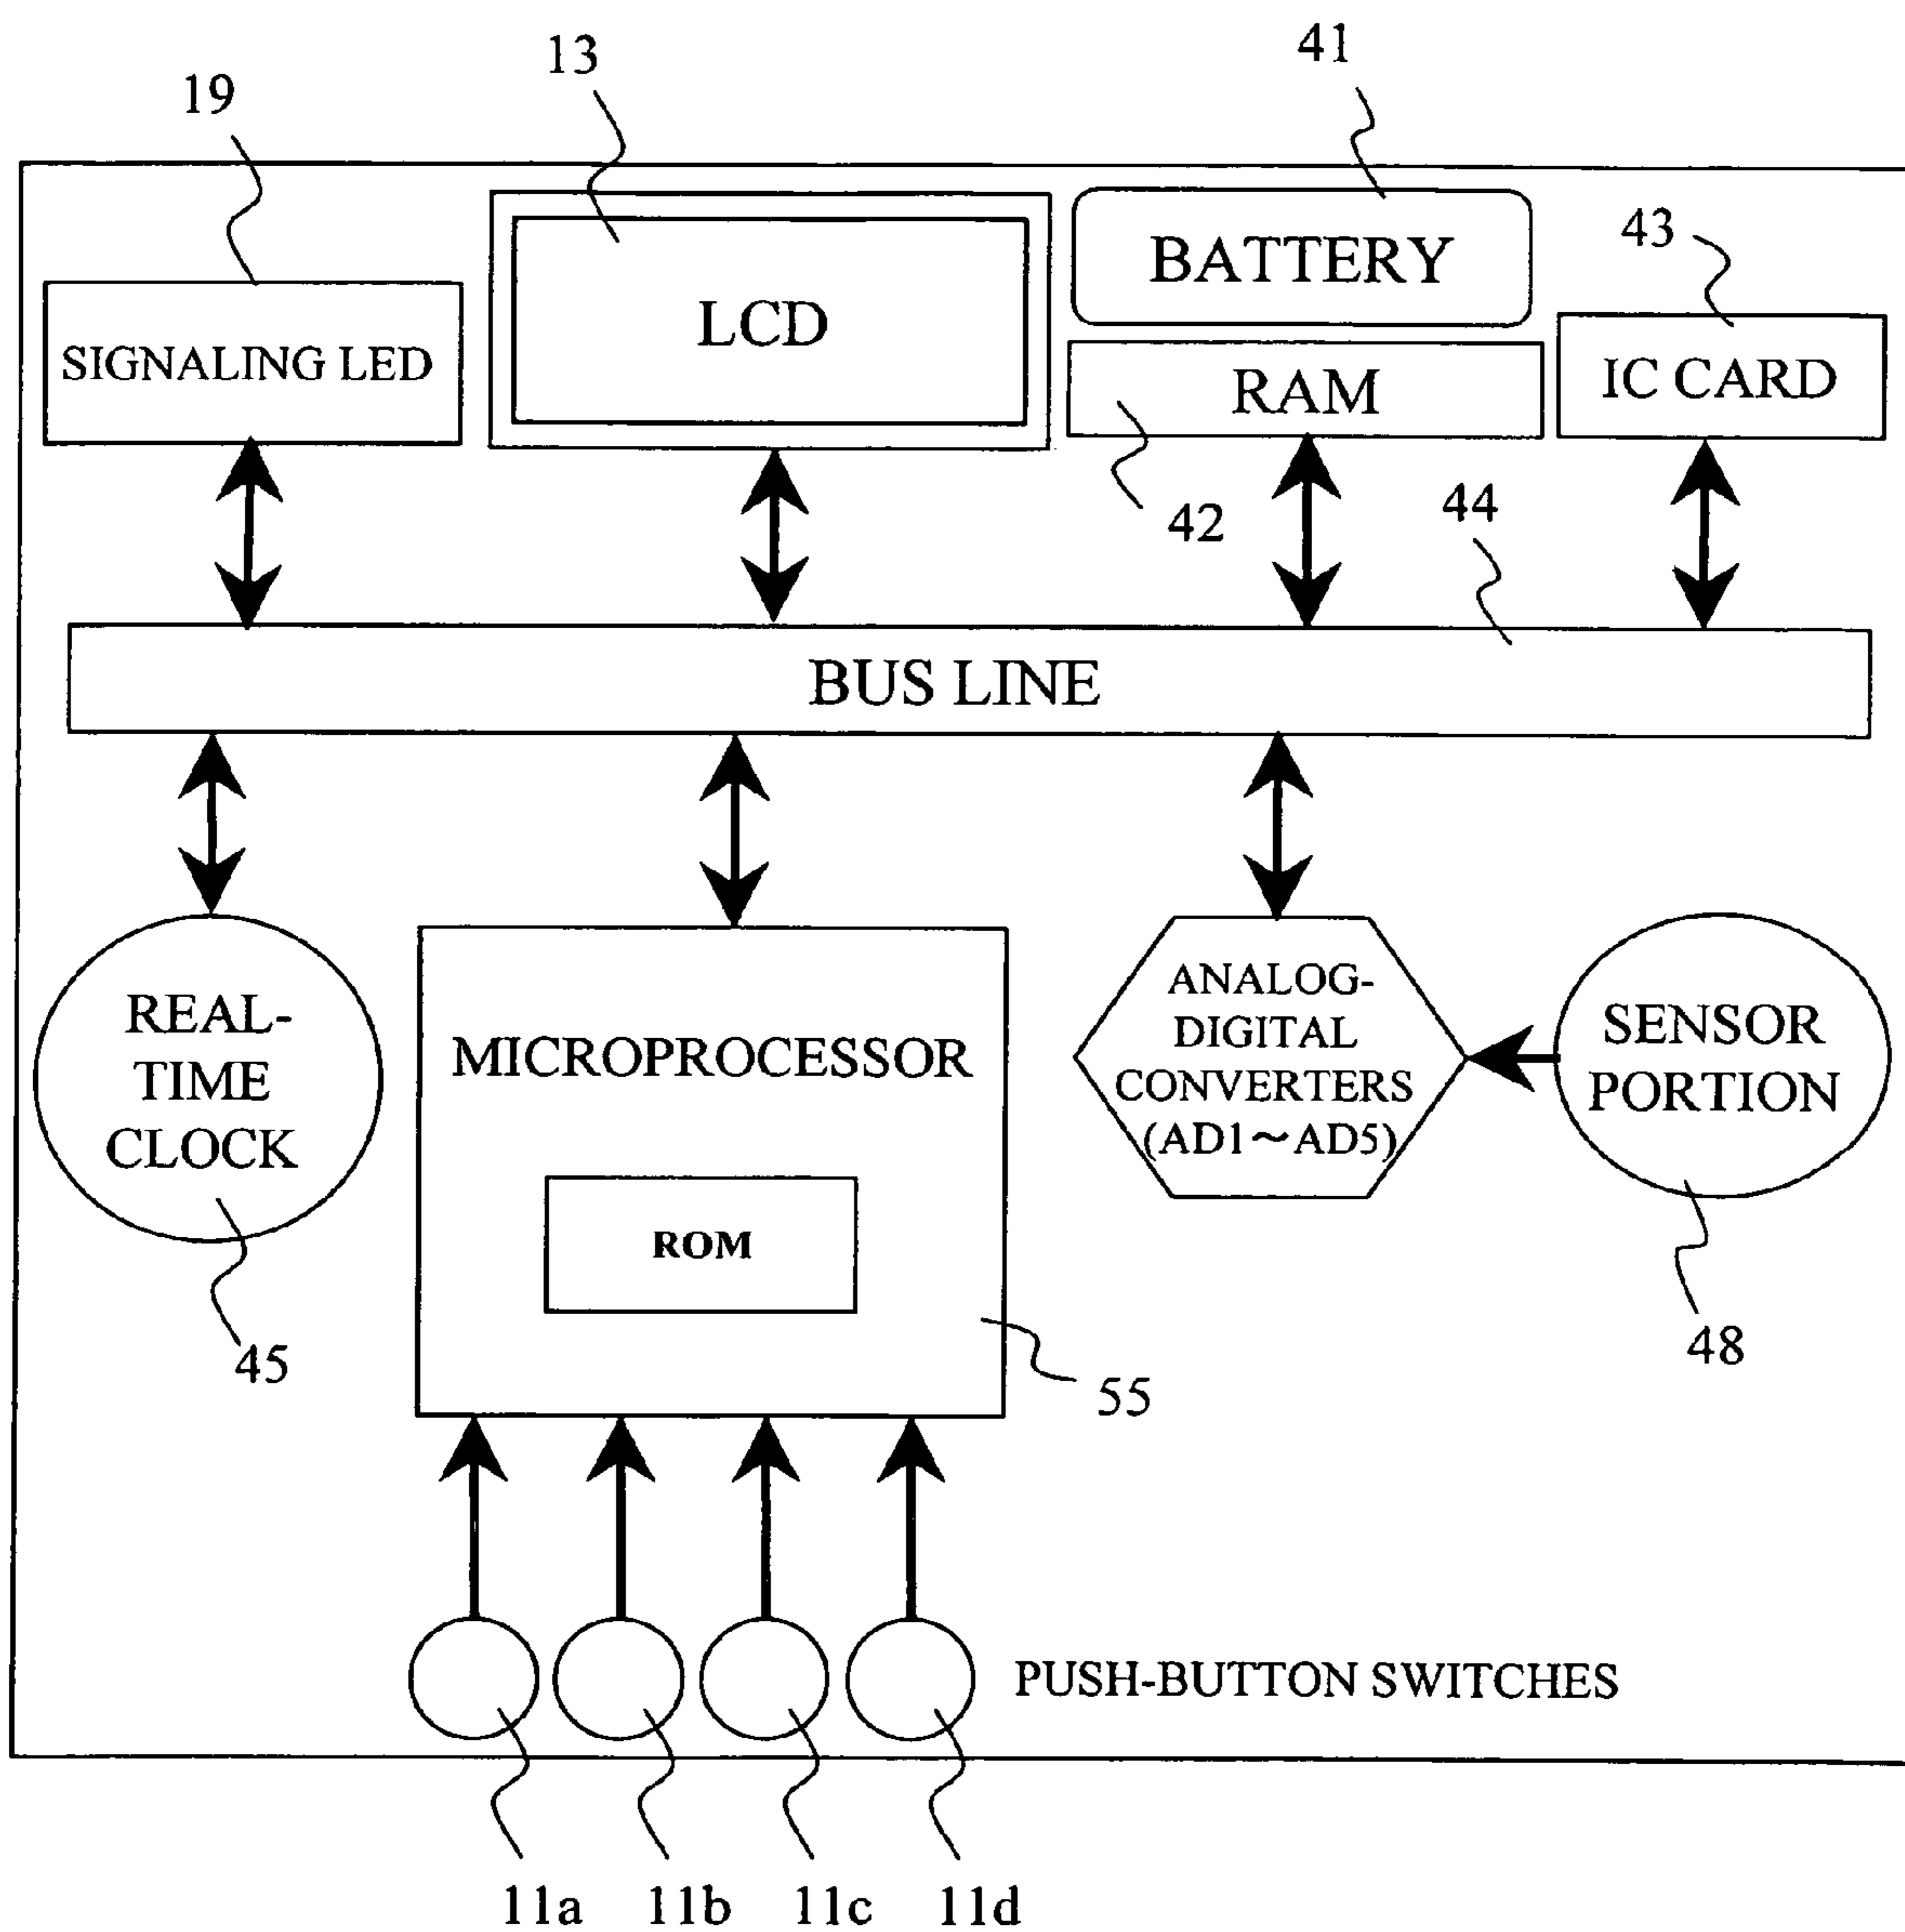 13
41
19
43
BATTERY
LCD
SIGNALING LED
RAM
IC CARD
42
44
BUS LINE
REAL-
TIME
CLOCK
MICROPROCESSOR
ROM
ANALOG-
DIGITAL
CONVERTERS
(AD1～AD5)
SENSOR
PORTION
45
55
48
PUSH-BUTTON SWITCHES
11a
11b
11c
11d